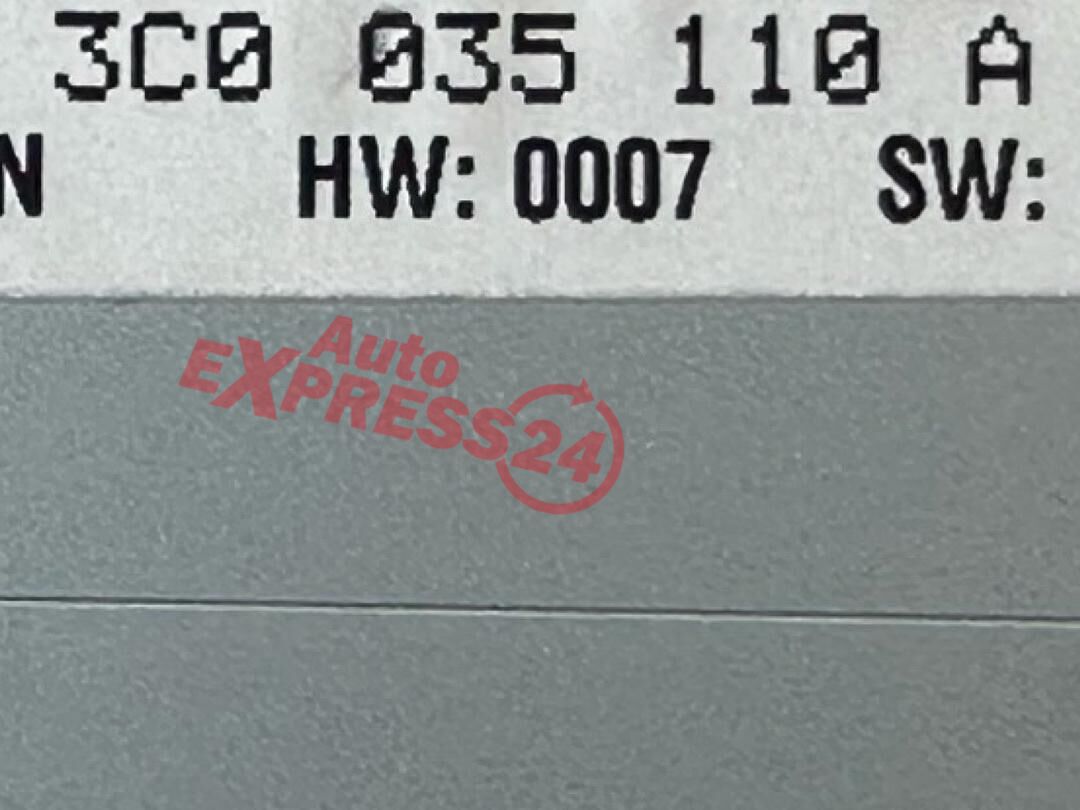 3C0 035 110 A
N HW: 0007 SW:
Auto
EXPRESS24